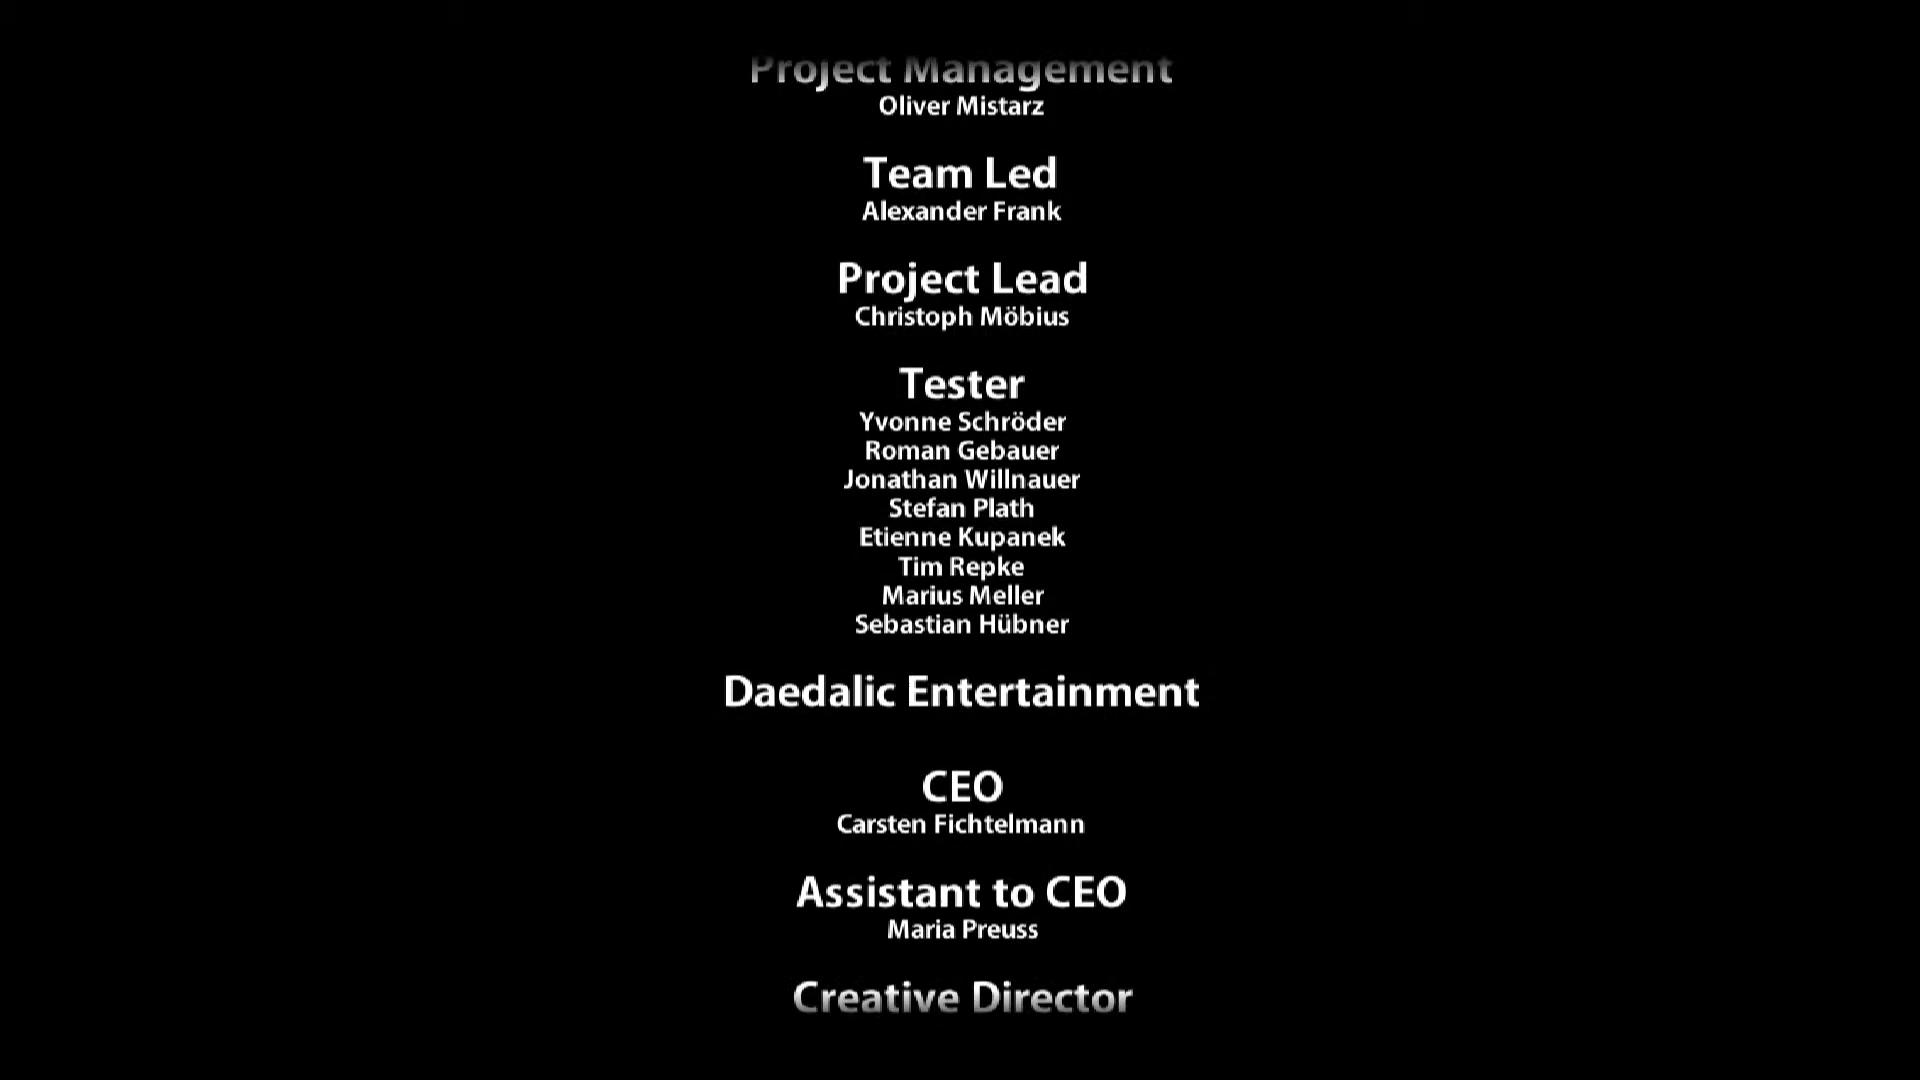 Project Management
Oliver Mistarz
Team Led
Alexander Frank
Project Lead
Christoph Möbius
Tester
Yvonne Schröder
Roman Gebauer
Jonathan Willnauer
Stefan Plath
Etienne Kupanek
Tim Repke
Marius Meller
Sebastian Hübner
Daedalic Entertainment
CEO
Carsten Fichtelmann
Assistant to CEO
Maria Preuss
Creative Director